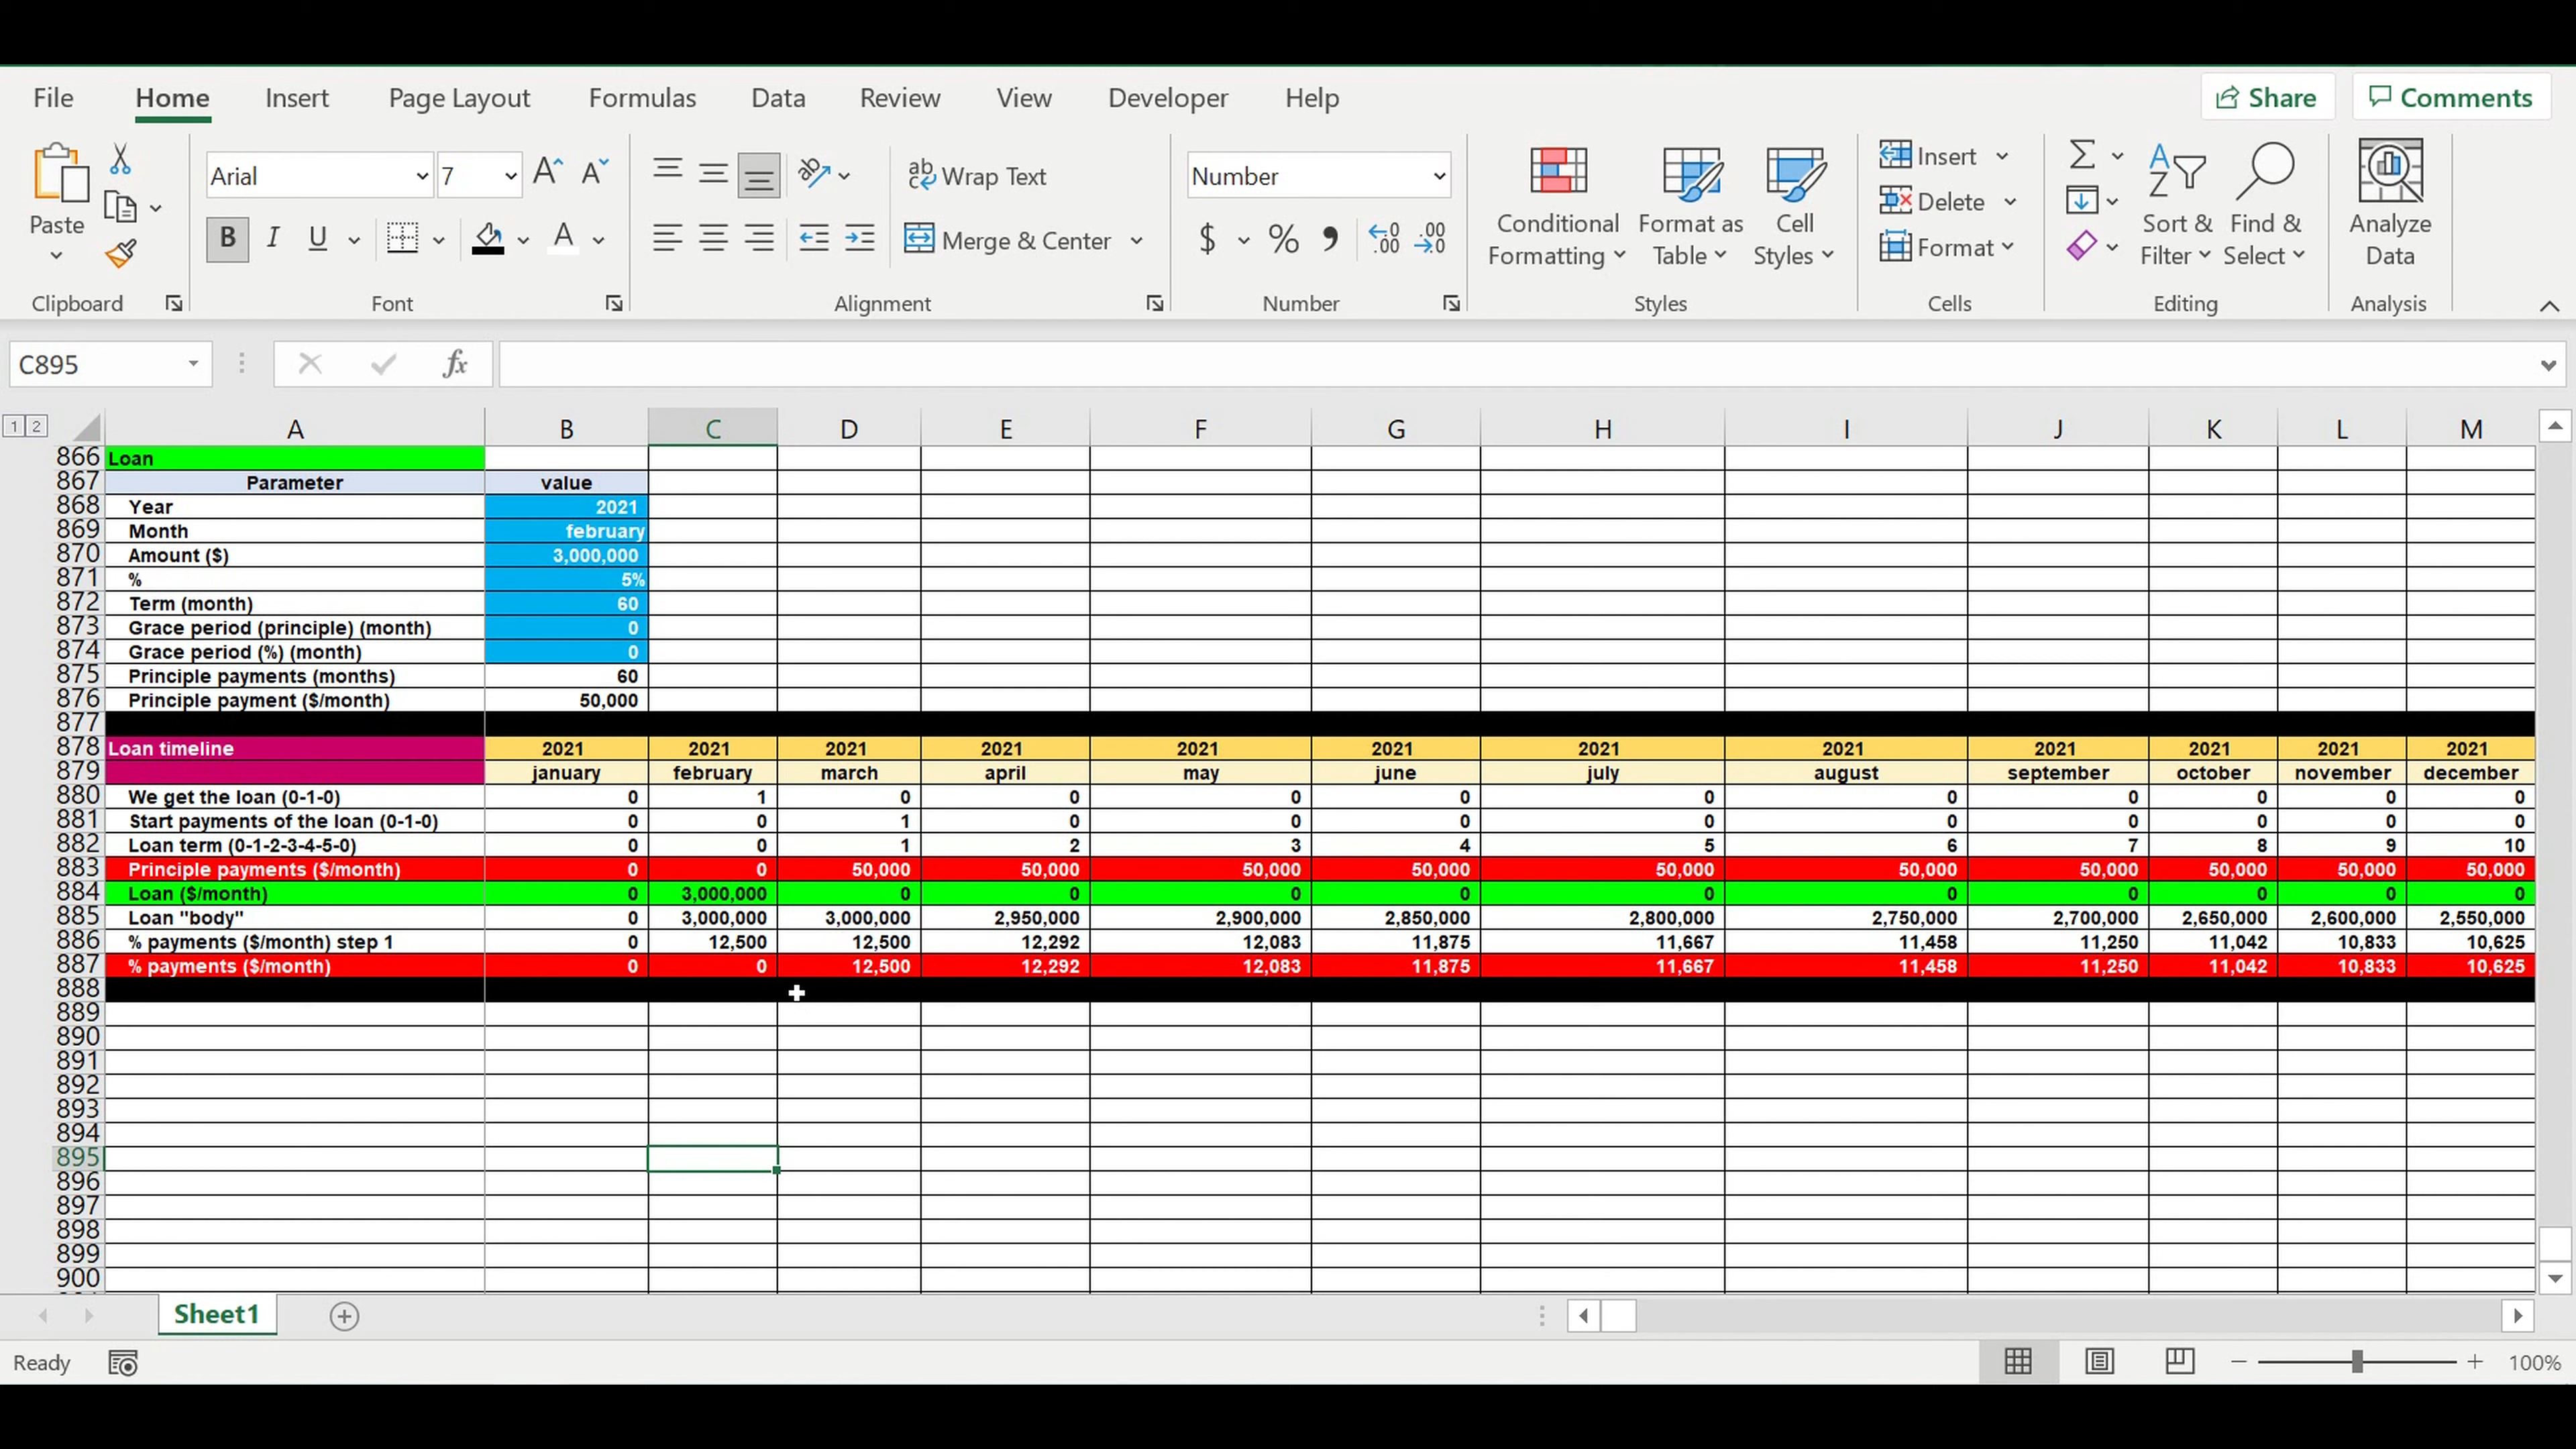 File Home Insert Page Layout Formulas Data Review View Developer Help Share Comments
Paste Arial 7 Wrap Text Number Conditional Formatting Format as Table Cell Styles Insert Sort & Filter Find & Select Analyze Data
B I U Merge & Center $ % Delete
Format
Clipboard Font Alignment Number Styles Cells Editing Analysis
C895 fx
1 2 A B C D E F G H I J K L M
866 Loan
867 Parameter value
868 Year 2021
869 Month february
870 Amount ($) 3,000,000
871 % 5%
872 Term (month) 60
873 Grace period (principle) (month) 0
874 Grace period (%) (month) 0
875 Principle payments (months) 60
876 Principle payment ($/month) 50,000
877
878 Loan timeline 2021 2021 2021 2021 2021 2021 2021 2021 2021 2021 2021 2021
879 january february march april may june july august september october november december
880 We get the loan (0-1-0) 0 1 0 0 0 0 0 0 0 0 0 0
881 Start payments of the loan (0-1-0) 0 0 1 0 0 0 0 0 0 0 0 0
882 Loan term (0-1-2-3-4-5-0) 0 0 1 2 3 4 5 6 7 8 9 10
883 Principle payments ($/month) 0 0 50,000 50,000 50,000 50,000 50,000 50,000 50,000 50,000 50,000 50,000
884 Loan ($/month) 0 3,000,000 0 0 0 0 0 0 0 0 0 0
885 Loan "body" 0 3,000,000 3,000,000 2,950,000 2,900,000 2,850,000 2,800,000 2,750,000 2,700,000 2,650,000 2,600,000 2,550,000
886 % payments ($/month) step 1 0 12,500 12,500 12,292 12,083 11,875 11,667 11,458 11,250 11,042 10,833 10,625
887 % payments ($/month) 0 0 12,500 12,292 12,083 11,875 11,667 11,458 11,250 11,042 10,833 10,625
888
889
890
891
892
893
894
895
896
897
898
899
900
Sheet1
Ready 100%